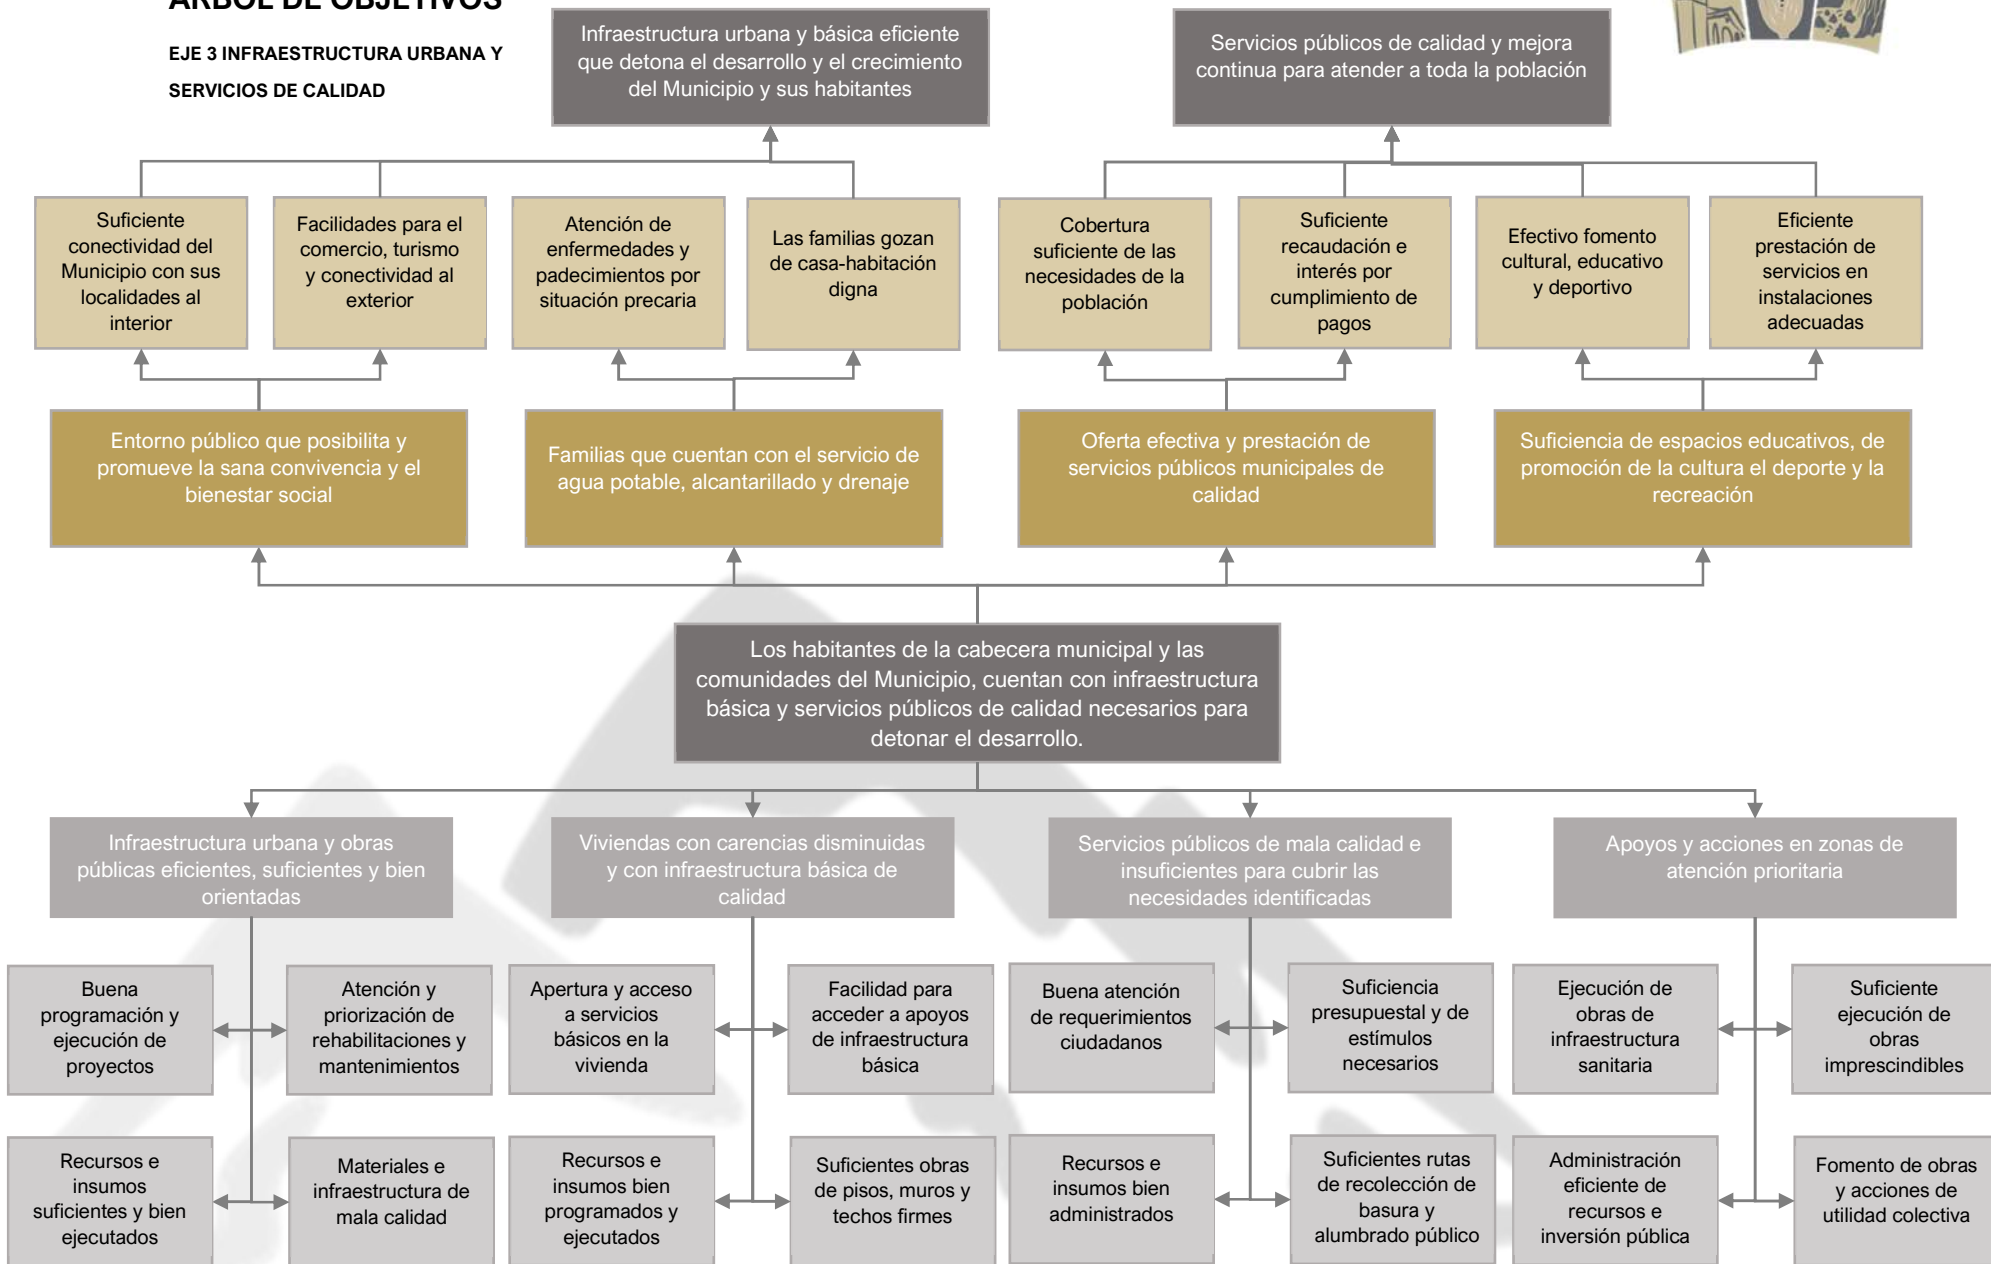 ÁRBOL DE OBJETIVOS
EJE 3 INFRAESTRUCTURA URBANA Y
SERVICIOS DE CALIDAD
Infraestructura urbana y básica eficiente
que detona el desarrollo y el crecimiento
del Municipio y sus habitantes
Servicios públicos de calidad y mejora
continua para atender a toda la población
Suficiente
conectividad del
Municipio con sus
localidades al
interior
Facilidades para el
comercio, turismo
y conectividad al
exterior
Atención de
enfermedades y
padecimientos por
situación precaria
Las familias gozan
de casa-habitación
digna
Cobertura
suficiente de las
necesidades de la
población
Suficiente
recaudación e
interés por
cumplimiento de
pagos
Efectivo fomento
cultural, educativo
y deportivo
Eficiente
prestación de
servicios en
instalaciones
adecuadas
Entorno público que posibilita y
promueve la sana convivencia y el
bienestar social
Familias que cuentan con el servicio de
agua potable, alcantarillado y drenaje
Oferta efectiva y prestación de
servicios públicos municipales de
calidad
Suficiencia de espacios educativos, de
promoción de la cultura el deporte y la
recreación
Los habitantes de la cabecera municipal y las
comunidades del Municipio, cuentan con infraestructura
básica y servicios públicos de calidad necesarios para
detonar el desarrollo.
Infraestructura urbana y obras
públicas eficientes, suficientes y bien
orientadas
Viviendas con carencias disminuidas
y con infraestructura básica de
calidad
Servicios públicos de mala calidad e
insuficientes para cubrir las
necesidades identificadas
Apoyos y acciones en zonas de
atención prioritaria
Buena
programación y
ejecución de
proyectos
Atención y
priorización de
rehabilitaciones y
mantenimientos
Apertura y acceso
a servicios
básicos en la
vivienda
Facilidad para
acceder a apoyos
de infraestructura
básica
Buena atención
de requerimientos
ciudadanos
Suficiencia
presupuestal y de
estímulos
necesarios
Ejecución de
obras de
infraestructura
sanitaria
Suficiente
ejecución de
obras
imprescindibles
Recursos e
insumos
suficientes y bien
ejecutados
Materiales e
infraestructura de
mala calidad
Recursos e
insumos bien
programados y
ejecutados
Suficientes obras
de pisos, muros y
techos firmes
Recursos e
insumos bien
administrados
Suficientes rutas
de recolección de
basura y
alumbrado público
Administración
eficiente de
recursos e
inversión pública
Fomento de obras
y acciones de
utilidad colectiva